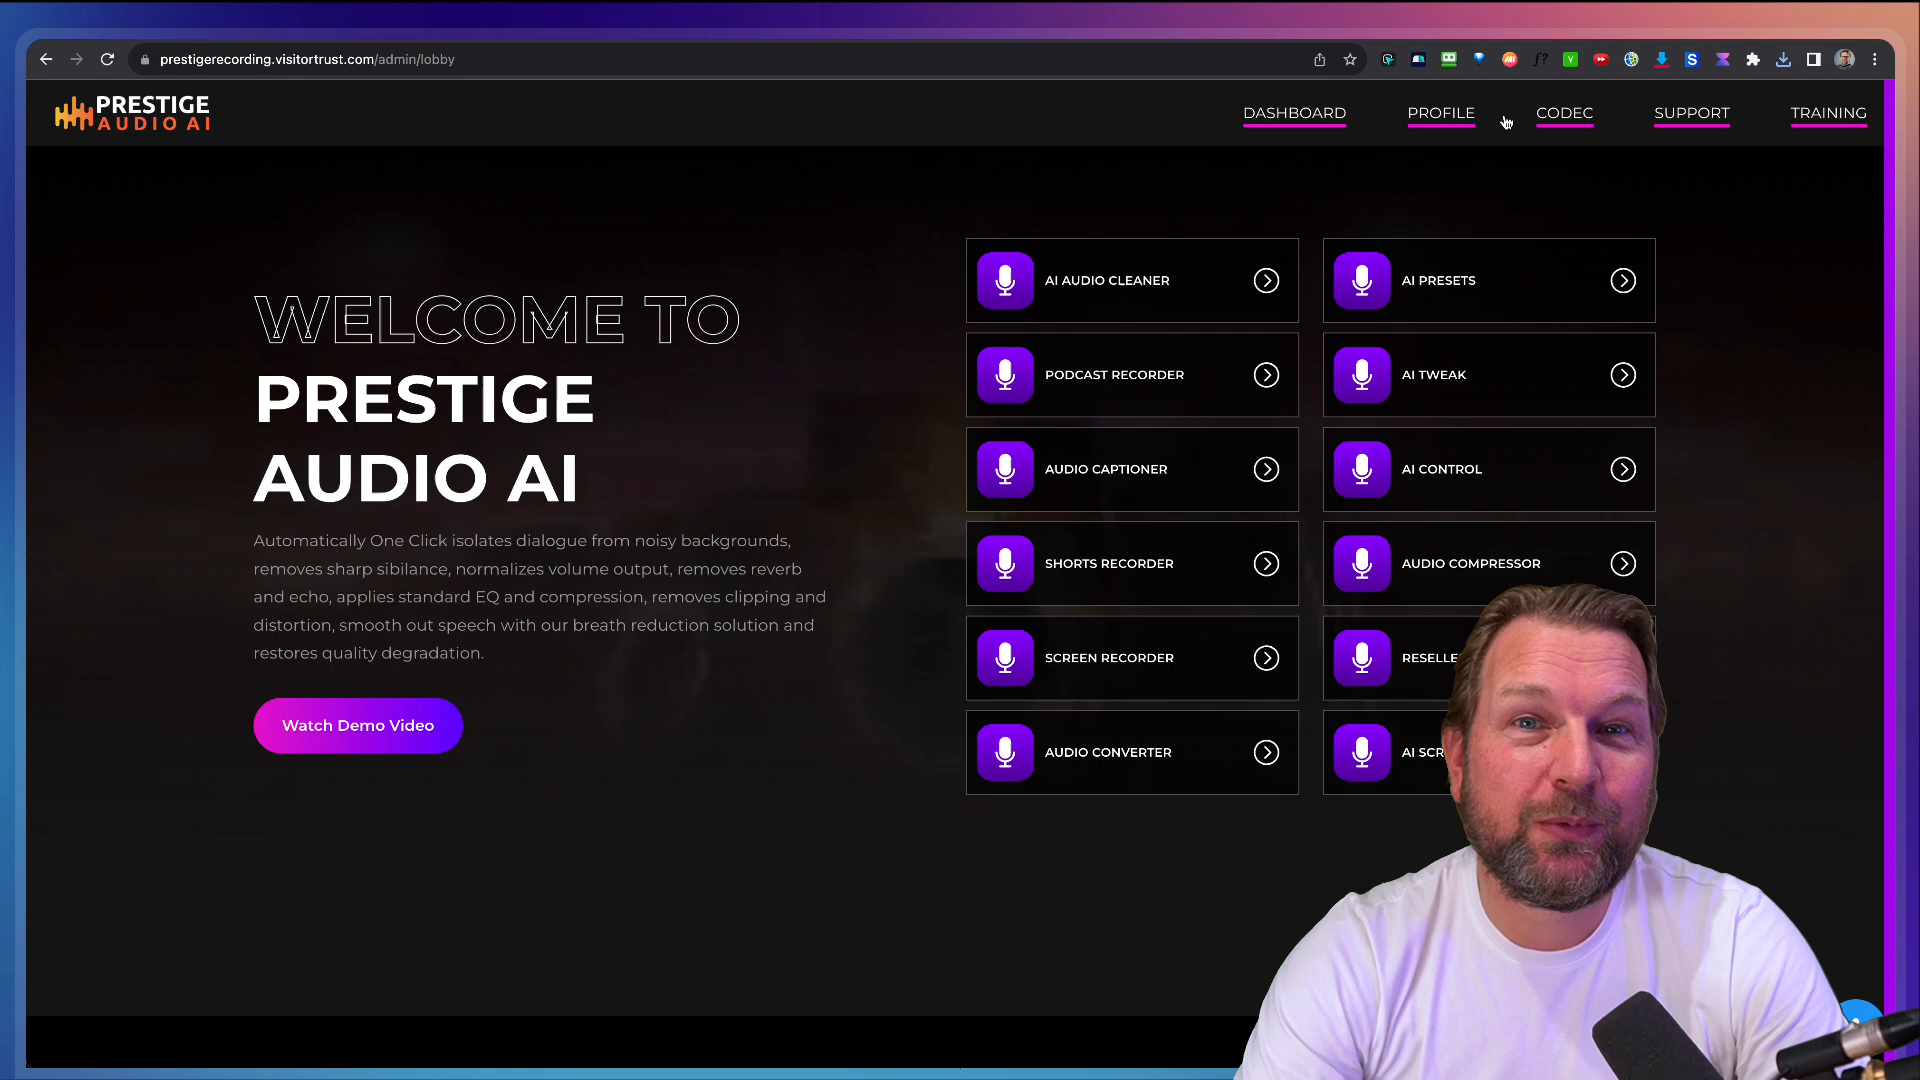 prestigerecording.visitortrust.com/admin/lobby
PRESTIGE
AUDIO AI
DASHBOARD
PROFILE
CODEC
SUPPORT
TRAINING
WELCOME TO
PRESTIGE
AUDIO AI
Automatically One Click isolates dialogue from noisy backgrounds,
removes sharp sibilance, normalizes volume output, removes reverb
and echo, applies standard EQ and compression, removes clipping and
distortion, smooth out speech with our breath reduction solution and
restores quality degradation.
Watch Demo Video
AI AUDIO CLEANER
AI PRESETS
PODCAST RECORDER
AI TWEAK
AUDIO CAPTIONER
AI CONTROL
SHORTS RECORDER
AUDIO COMPRESSOR
SCREEN RECORDER
RESELLE
AUDIO CONVERTER
AI SCR